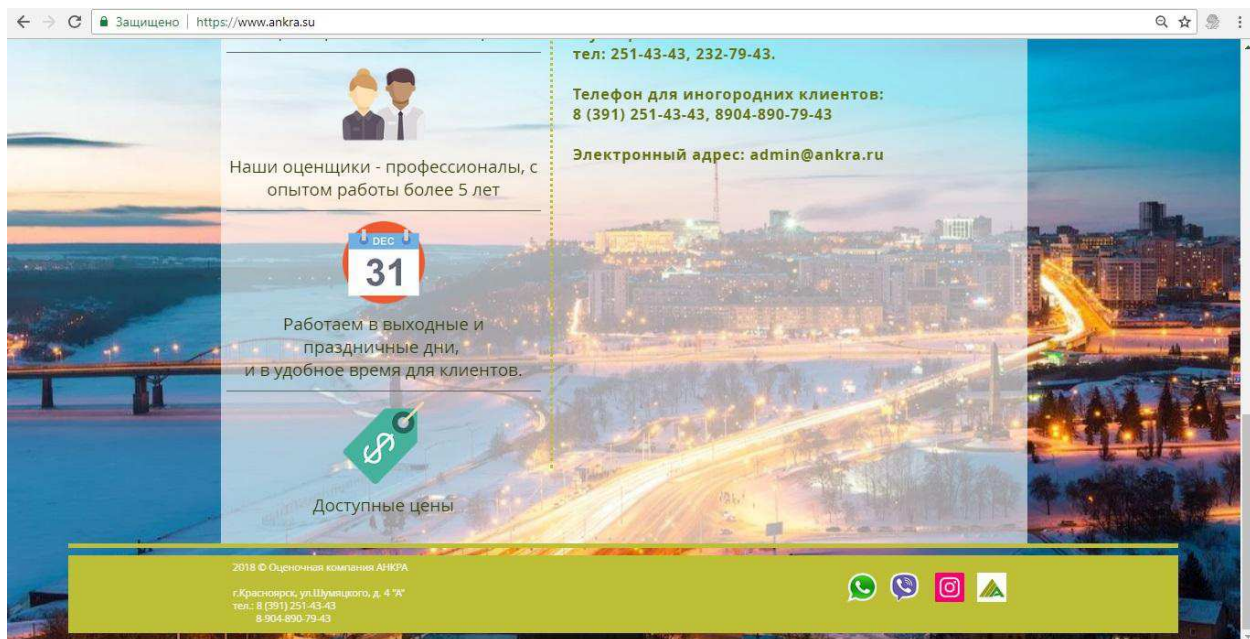 Защищено
https://www.ankra.su
тел: 251-43-43, 232-79-43.
Телефон для иногородних клиентов:
8 (391) 251-43-43, 8904-890-79-43
Электронный адрес: admin@ankra.ru
Наши оценщики - профессионалы, с
опытом работы более 5 лет
DEC
31
Работаем в выходные и
праздничные дни,
и в удобное время для клиентов.
$
Доступные цены
2018 © Оценочная компания АНКРА
г.Красноярск, ул.Шумяцкого, д. 4 "А"
тел.: 8 (391) 251-43-43
8-904-890-79-43